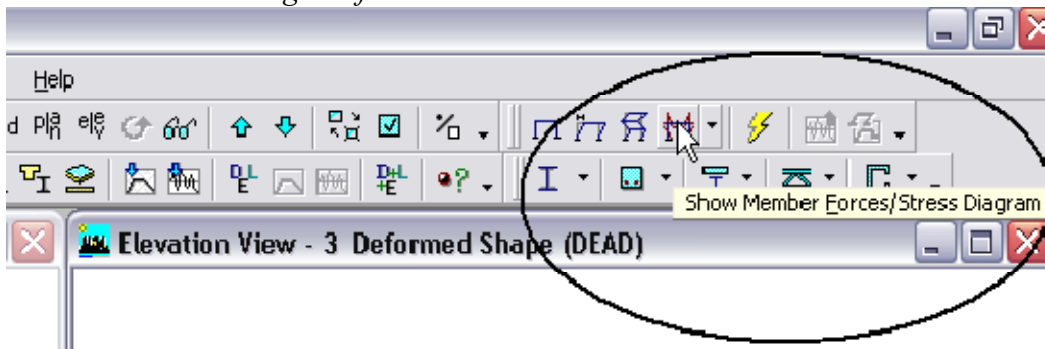 Help
d
D+L
+E
Show Member Forces/Stress Diagram
Elevation View - 3 Deformed Shape (DEAD)